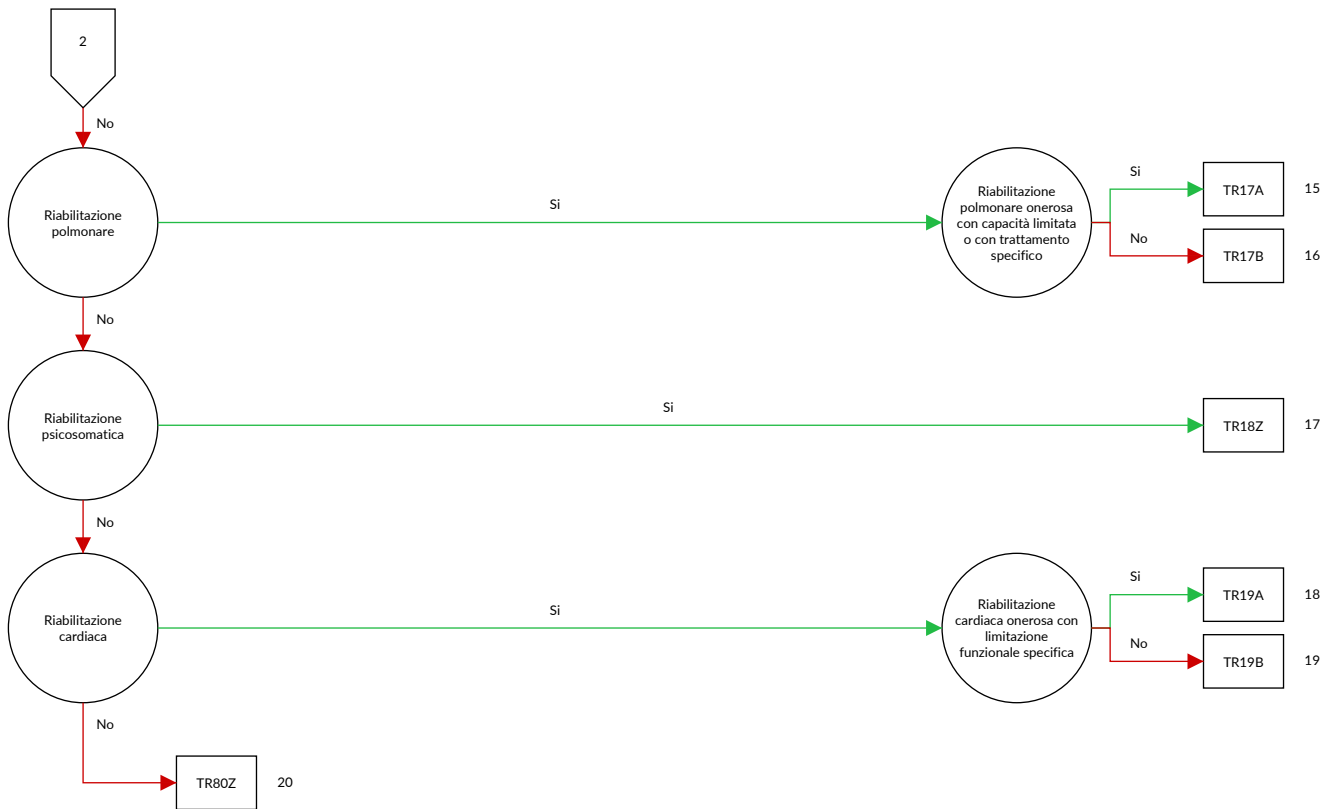 2
No
Riabilitazione
polmonare
Si
Riabilitazione
polmonare onerosa
con capacità limitata
o con trattamento
specifico
Si
TR17A
15
No
TR17B
16
No
Riabilitazione
psicosomatica
Si
TR18Z
17
No
Riabilitazione
cardiaca
Si
Riabilitazione
cardiaca onerosa con
limitazione
funzionale specifica
Si
TR19A
18
No
TR19B
19
No
TR80Z
20